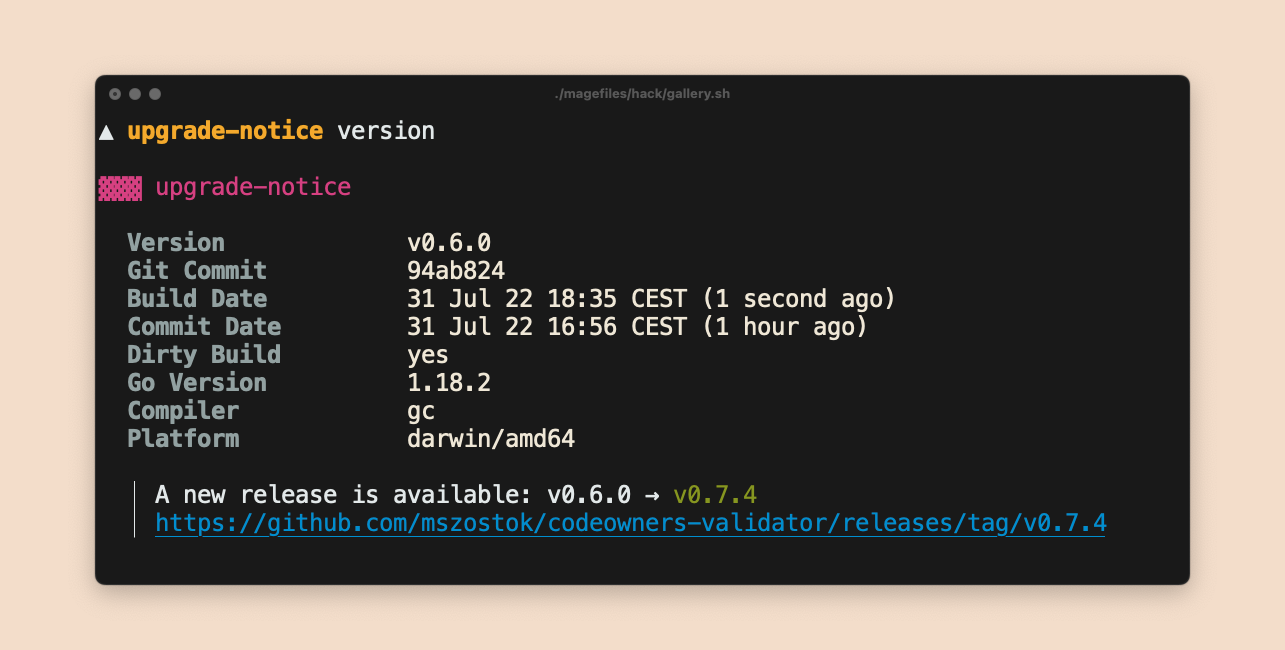 ./magefiles/hack/gallery.sh
▲ upgrade-notice version
▓▓▓ upgrade-notice
Version v0.6.0
Git Commit 94ab824
Build Date 31 Jul 22 18:35 CEST (1 second ago)
Commit Date 31 Jul 22 16:56 CEST (1 hour ago)
Dirty Build yes
Go Version 1.18.2
Compiler gc
Platform darwin/amd64
A new release is available: v0.6.0 → v0.7.4
https://github.com/mszostok/codeowners-validator/releases/tag/v0.7.4